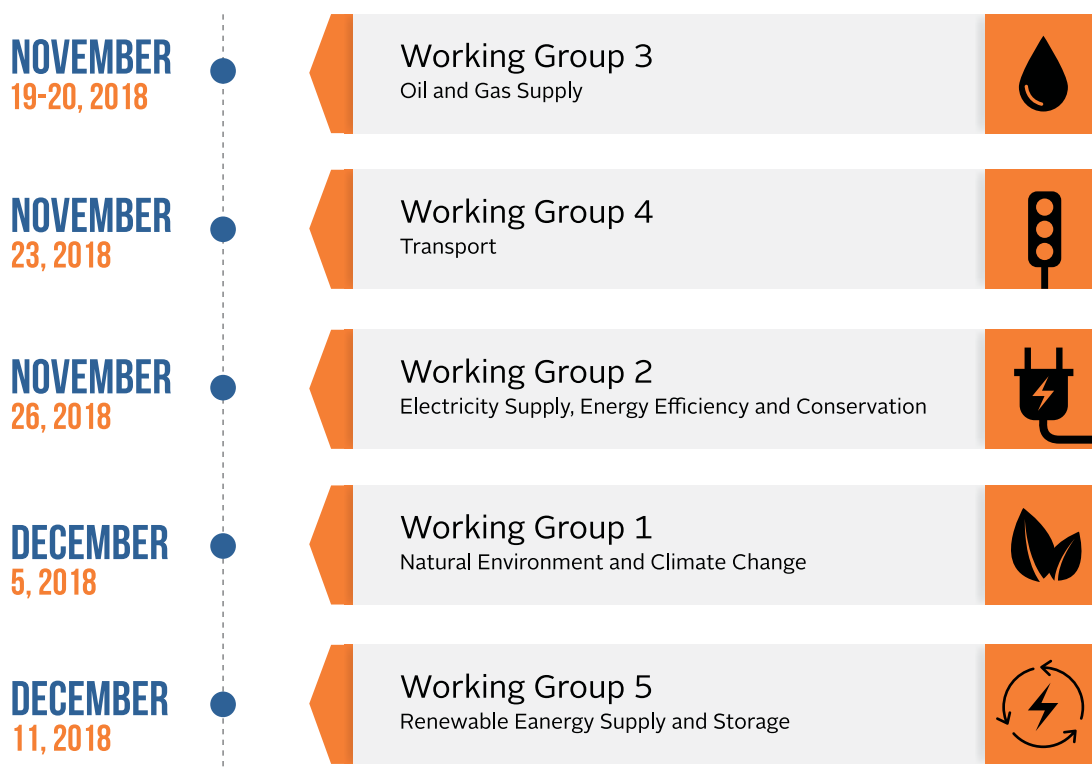 NOVEMBER
19-20, 2018
Working Group 3
Oil and Gas Supply
NOVEMBER
23, 2018
Working Group 4
Transport
NOVEMBER
26, 2018
Working Group 2
Electricity Supply, Energy Efficiency and Conservation
DECEMBER
5, 2018
Working Group 1
Natural Environment and Climate Change
DECEMBER
11, 2018
Working Group 5
Renewable Eanergy Supply and Storage